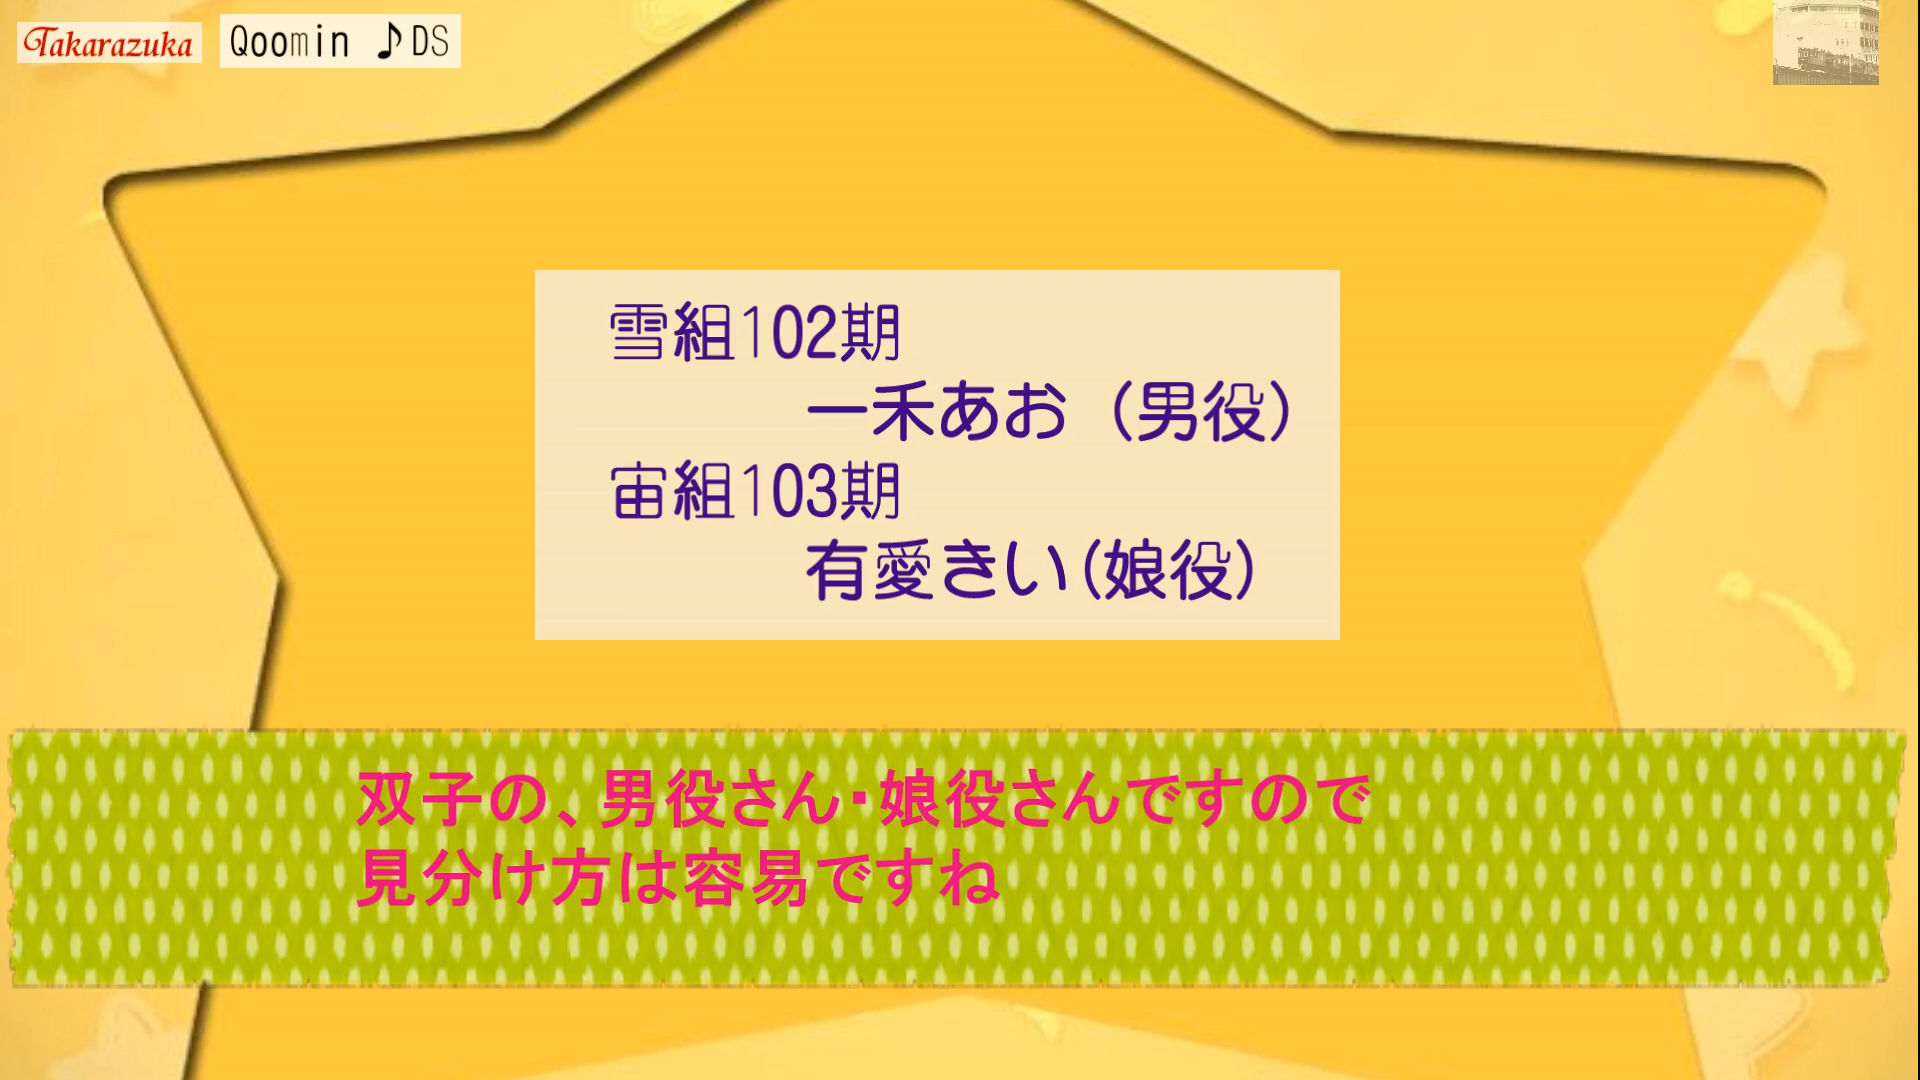 Takarazuka
Qoomin ♪DS
雪組102期
一禾あお（男役）
宙組103期
有愛きい(娘役)
双子の、男役さん・娘役さんですので
見分け方は容易ですね